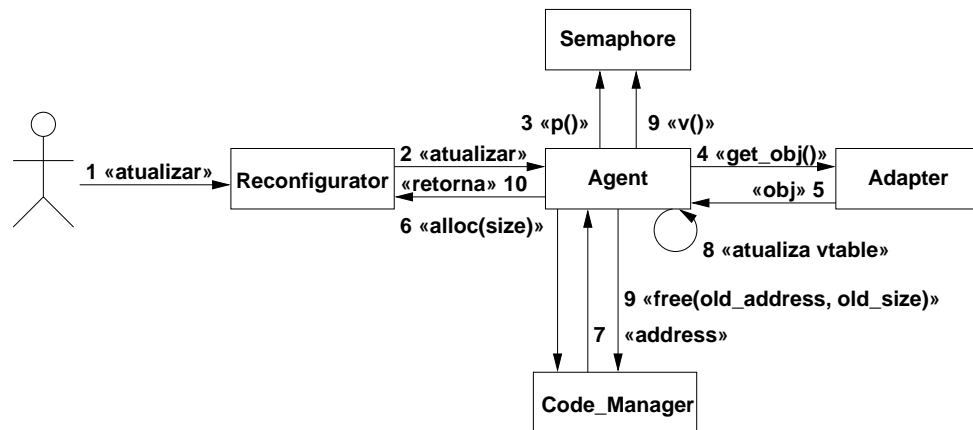 Semaphore
3 «p()»
9 «v()»
1 «atualizar»
Reconfigurator
2 «atualizar»
«retorna» 10
Agent
4 «get_obj()»
«obj» 5
Adapter
6 «alloc(size)»
8 «atualiza vtable»
9 «free(old_address, old_size)»
7 «address»
Code_Manager